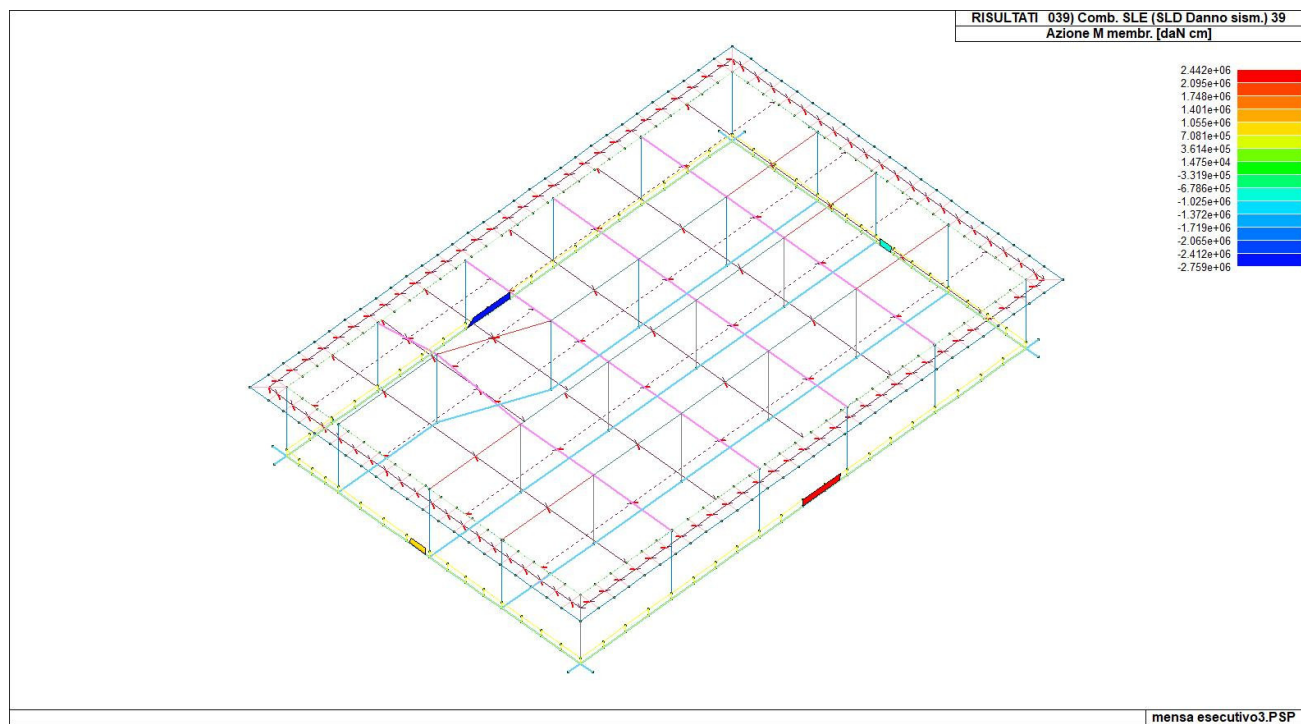 RISULTATI 039) Comb. SLE (SLD Danno sism.) 39
Azione M membr. [daN cm]
2.442e+06
2.095e+06
1.748e+06
1.401e+06
1.055e+06
7.081e+05
3.614e+05
1.475e+04
-3.319e+05
-6.786e+05
-1.025e+06
-1.372e+06
-1.719e+06
-2.065e+06
-2.412e+06
-2.759e+06
mensa esecutivo3.PSP